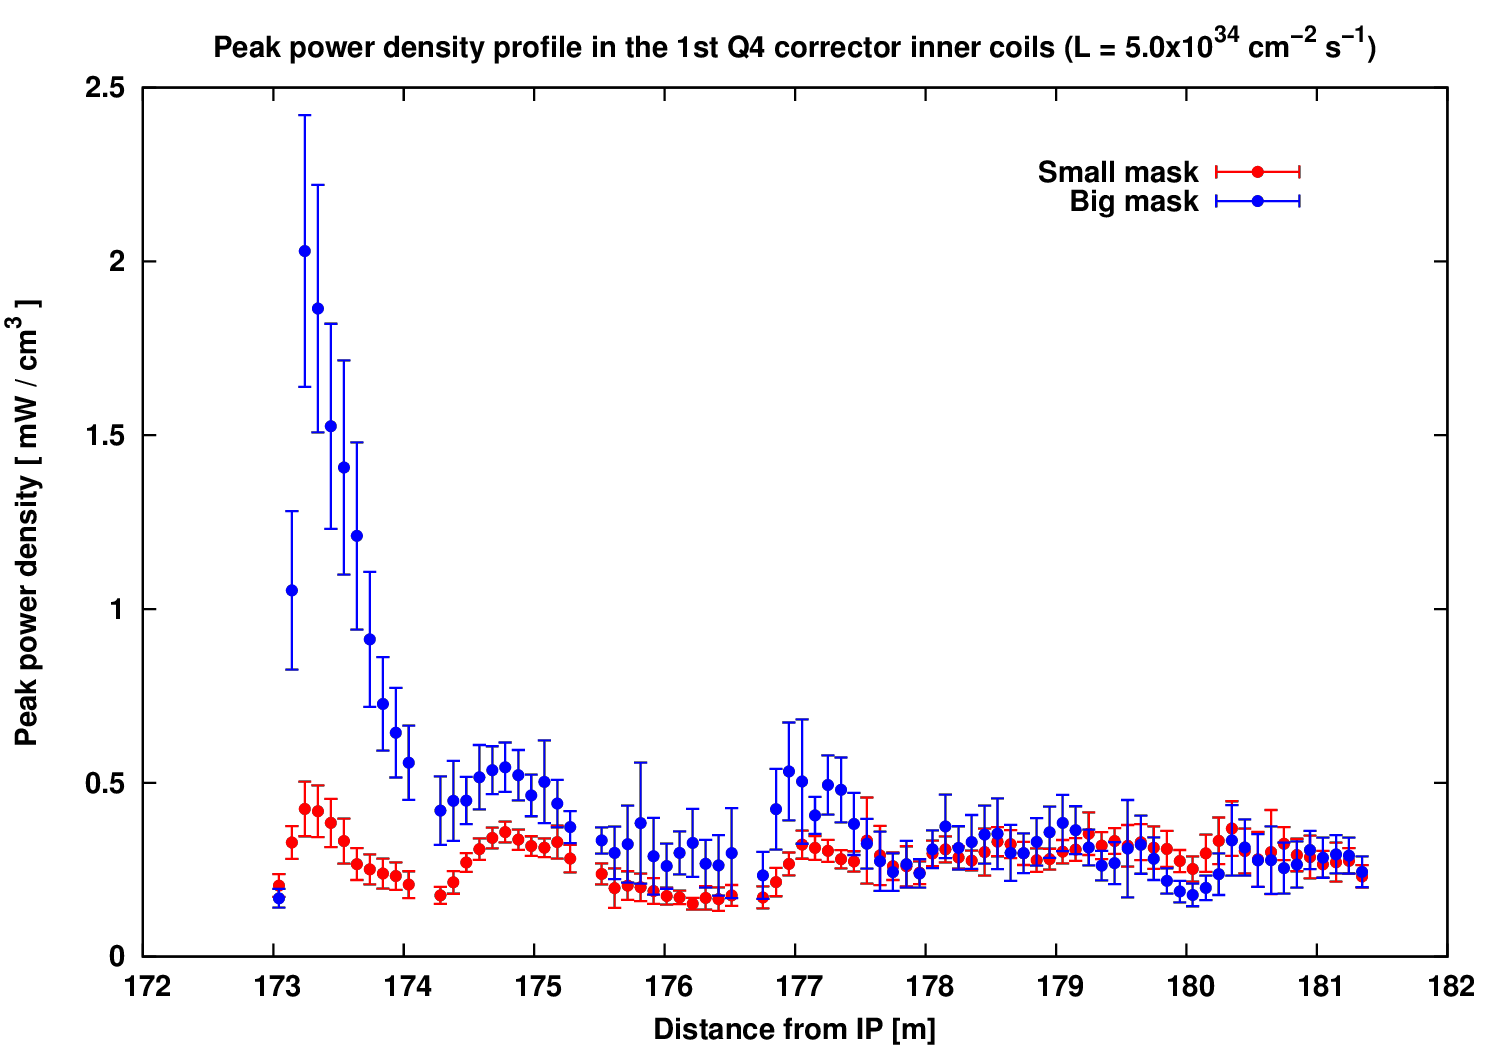 Peak power density profile in the 1st Q4 corrector inner coils (L = 5.0x10^34 cm^−2 s^−1)
Peak power density [ mW / cm^3 ]
2.5
2
1.5
1
0.5
0
Small mask
Big mask
172 173 174 175 176 177 178 179 180 181 182
Distance from IP [m]